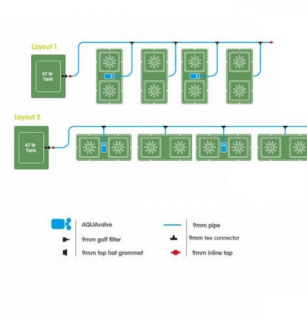 Layout 1
47 ltr
Tank
Layout 2
47 ltr
Tank
AQUAvalve
9mm pipe
9mm golf filter
9mm tee connector
9mm top hat grommet
9mm inline tap